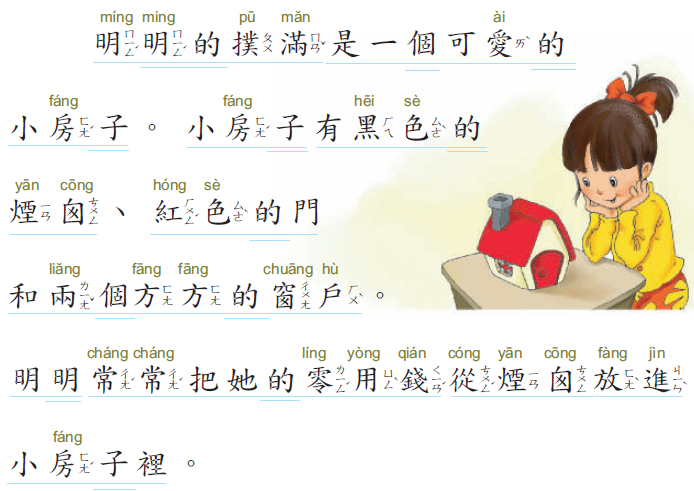 míng ming pū mǎn ài
明ㄇㄧㄥˊ明ㄇㄧㄥˊ的撲ㄆㄨ滿ㄇㄢˇ是一個可愛ㄞˋ的
fáng fáng hēi sè
小房ㄈㄤˊ子。小房ㄈㄤˊ子有黑ㄏㄟ色ㄙㄜˋ的
yān cōng hóng sè
煙ㄧㄢ囪ㄘㄨㄥ、紅ㄏㄨㄥˊ色ㄙㄜˋ的門
liǎng fāng fāng chuāng hù
和兩ㄌㄧㄤˇ個方ㄈㄤ方ㄈㄤ的窗ㄔㄨㄤ戶ㄏㄨˋ。
cháng cháng líng yòng qián cóng yān cōng fàng jìn
明明常ㄔㄤˊ常ㄔㄤˊ把她的零ㄌㄧㄥˊ用ㄩㄥˋ錢ㄑㄧㄢˊ從ㄘㄨㄥˊ煙ㄧㄢ囪ㄘㄨㄥ放ㄈㄤˋ進ㄐㄧㄣˋ
fáng
小房ㄈㄤˊ子裡。